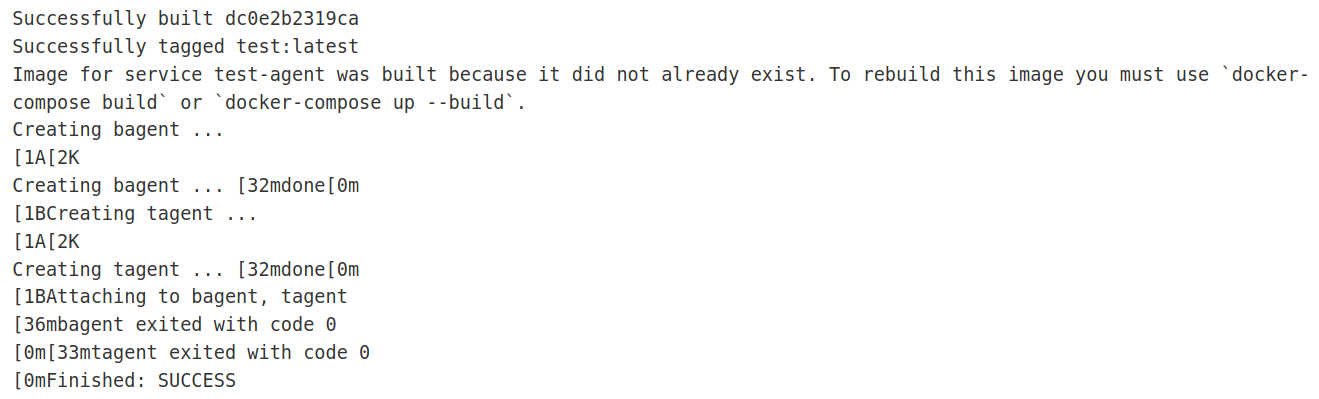 Successfully built dc0e2b2319ca
Successfully tagged test:latest
Image for service test-agent was built because it did not already exist. To rebuild this image you must use `docker-
compose build` or `docker-compose up --build`.
Creating bagent ...
[1A[2K
Creating bagent ... [32mdone[0m
[1BCreating tagent ...
[1A[2K
Creating tagent ... [32mdone[0m
[1BAttaching to bagent, tagent
[36mbagent exited with code 0
[0m[33mtagent exited with code 0
[0mFinished: SUCCESS